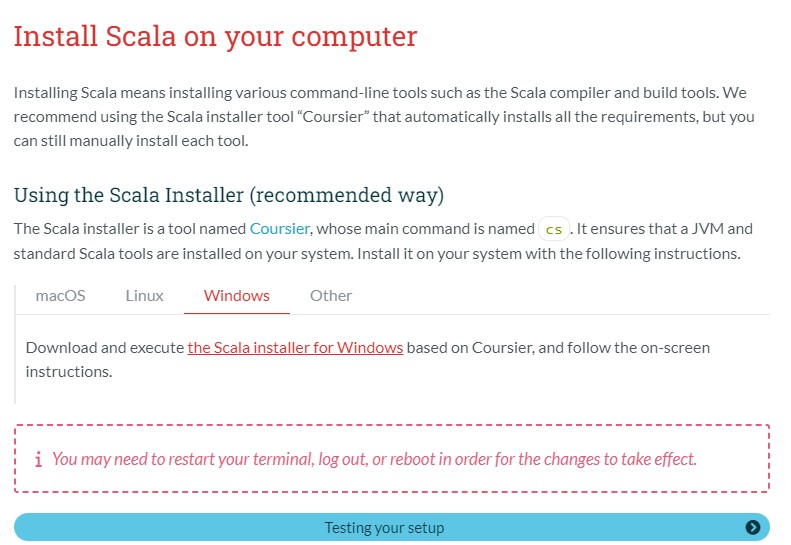 Install Scala on your computer
Installing Scala means installing various command-line tools such as the Scala compiler and build tools. We
recommend using the Scala installer tool “Coursier” that automatically installs all the requirements, but you
can still manually install each tool.
Using the Scala Installer (recommended way)
The Scala installer is a tool named Coursier, whose main command is named cs. It ensures that a JVM and
standard Scala tools are installed on your system. Install it on your system with the following instructions.
macOS Linux Windows Other
Download and execute the Scala installer for Windows based on Coursier, and follow the on-screen
instructions.
You may need to restart your terminal, log out, or reboot in order for the changes to take effect.
Testing your setup